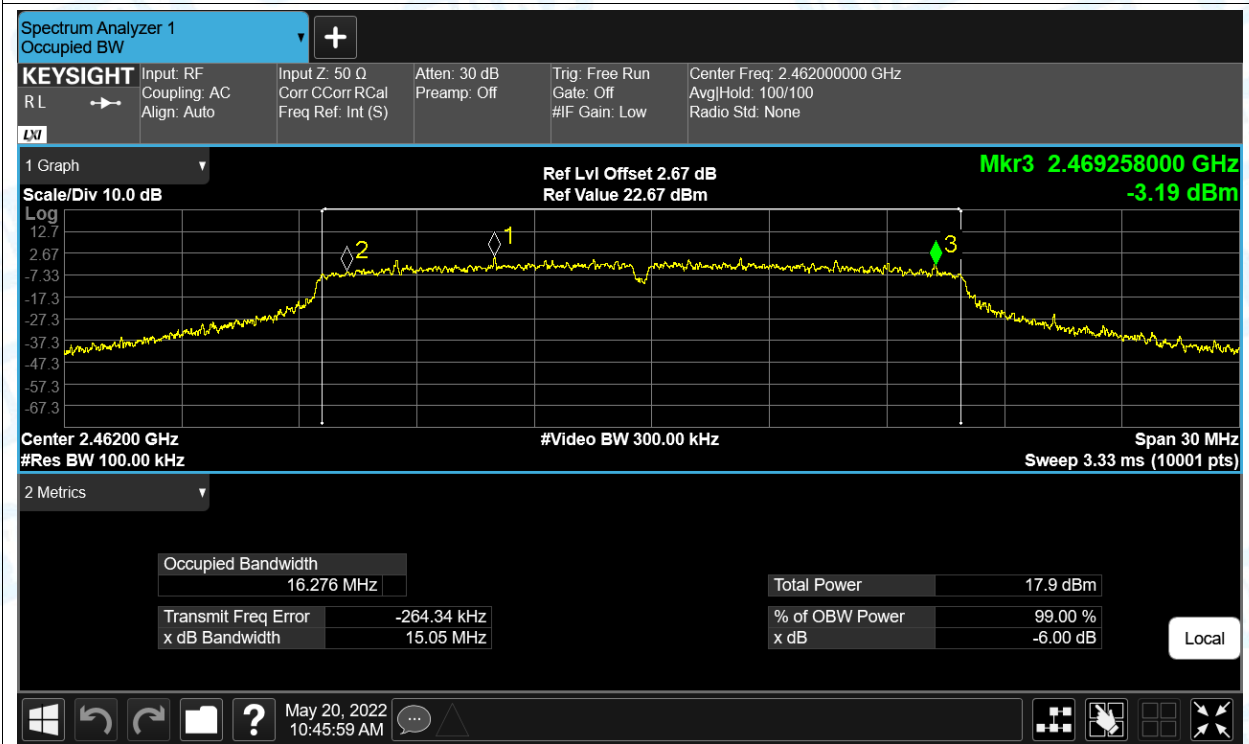 Spectrum Analyzer 1
Occupied BW
KEYSIGHT
R L
LXI
Input: RF
Coupling: AC
Align: Auto
Input Z: 50 Ω
Corr CCorr RCal
Freq Ref: Int (S)
Atten: 30 dB
Preamp: Off
Trig: Free Run
Gate: Off
#IF Gain: Low
Center Freq: 2.462000000 GHz
Avg|Hold: 100/100
Radio Std: None
1 Graph
Scale/Div 10.0 dB
Ref Lvl Offset 2.67 dB
Ref Value 22.67 dBm
Mkr3 2.469258000 GHz
-3.19 dBm
Log
12.7
2.67
-7.33
-17.3
-27.3
-37.3
-47.3
-57.3
-67.3
2
1
3
Center 2.46200 GHz
#Res BW 100.00 kHz
#Video BW 300.00 kHz
Span 30 MHz
Sweep 3.33 ms (10001 pts)
2 Metrics
Occupied Bandwidth
16.276 MHz
Transmit Freq Error -264.34 kHz
x dB Bandwidth 15.05 MHz
Total Power 17.9 dBm
% of OBW Power 99.00 %
x dB -6.00 dB
Local
?
May 20, 2022
10:45:59 AM